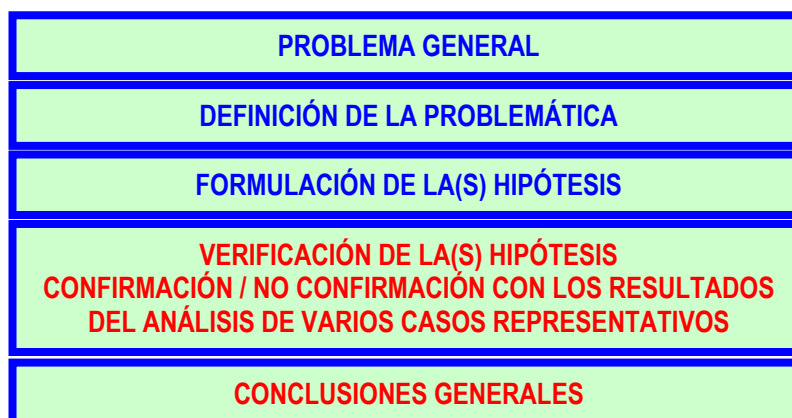 PROBLEMA GENERAL
DEFINICIÓN DE LA PROBLEMÁTICA
FORMULACIÓN DE LA(S) HIPÓTESIS
VERIFICACIÓN DE LA(S) HIPÓTESIS
CONFIRMACIÓN / NO CONFIRMACIÓN CON LOS RESULTADOS
DEL ANÁLISIS DE VARIOS CASOS REPRESENTATIVOS
CONCLUSIONES GENERALES